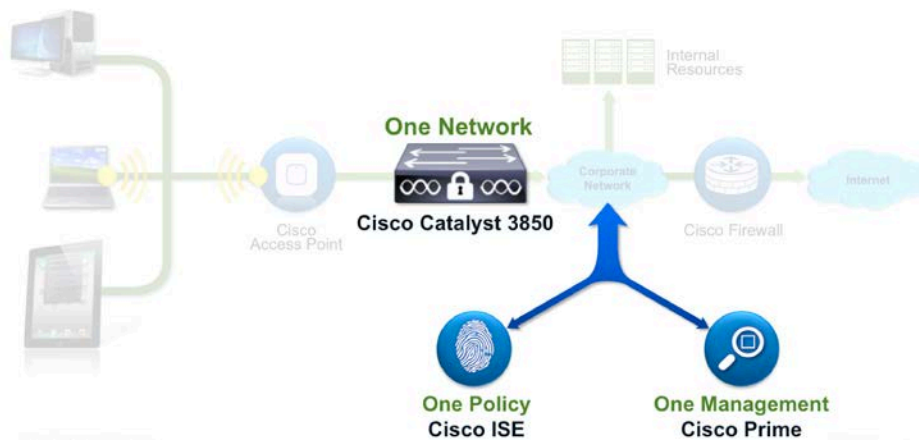 Internal
Resources
One Network
Corporate
Network
Internet
Cisco
Access Point
Cisco Catalyst 3850
Cisco Firewall
One Policy
Cisco ISE
One Management
Cisco Prime